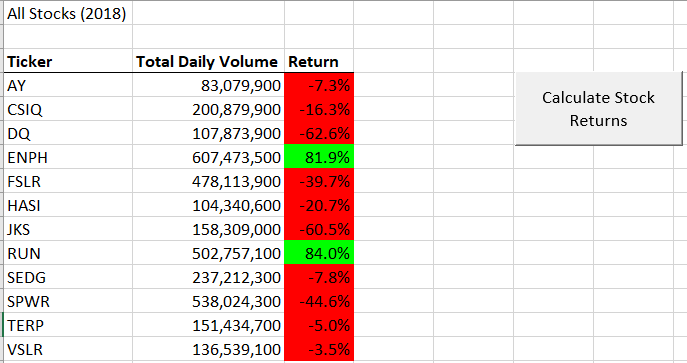 All Stocks (2018)
Ticker Total Daily Volume Return
AY 83,079,900 -7.3%
CSIQ 200,879,900 -16.3%
DQ 107,873,900 -62.6%
ENPH 607,473,500 81.9%
FSLR 478,113,900 -39.7%
HASI 104,340,600 -20.7%
JKS 158,309,000 -60.5%
RUN 502,757,100 84.0%
SEDG 237,212,300 -7.8%
SPWR 538,024,300 -44.6%
TERP 151,434,700 -5.0%
VSLR 136,539,100 -3.5%
Calculate Stock
Returns